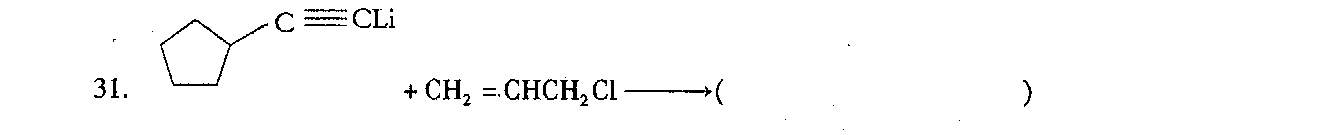 C≡CLi
31. + CH₂=CHCH₂Cl ⟶( )